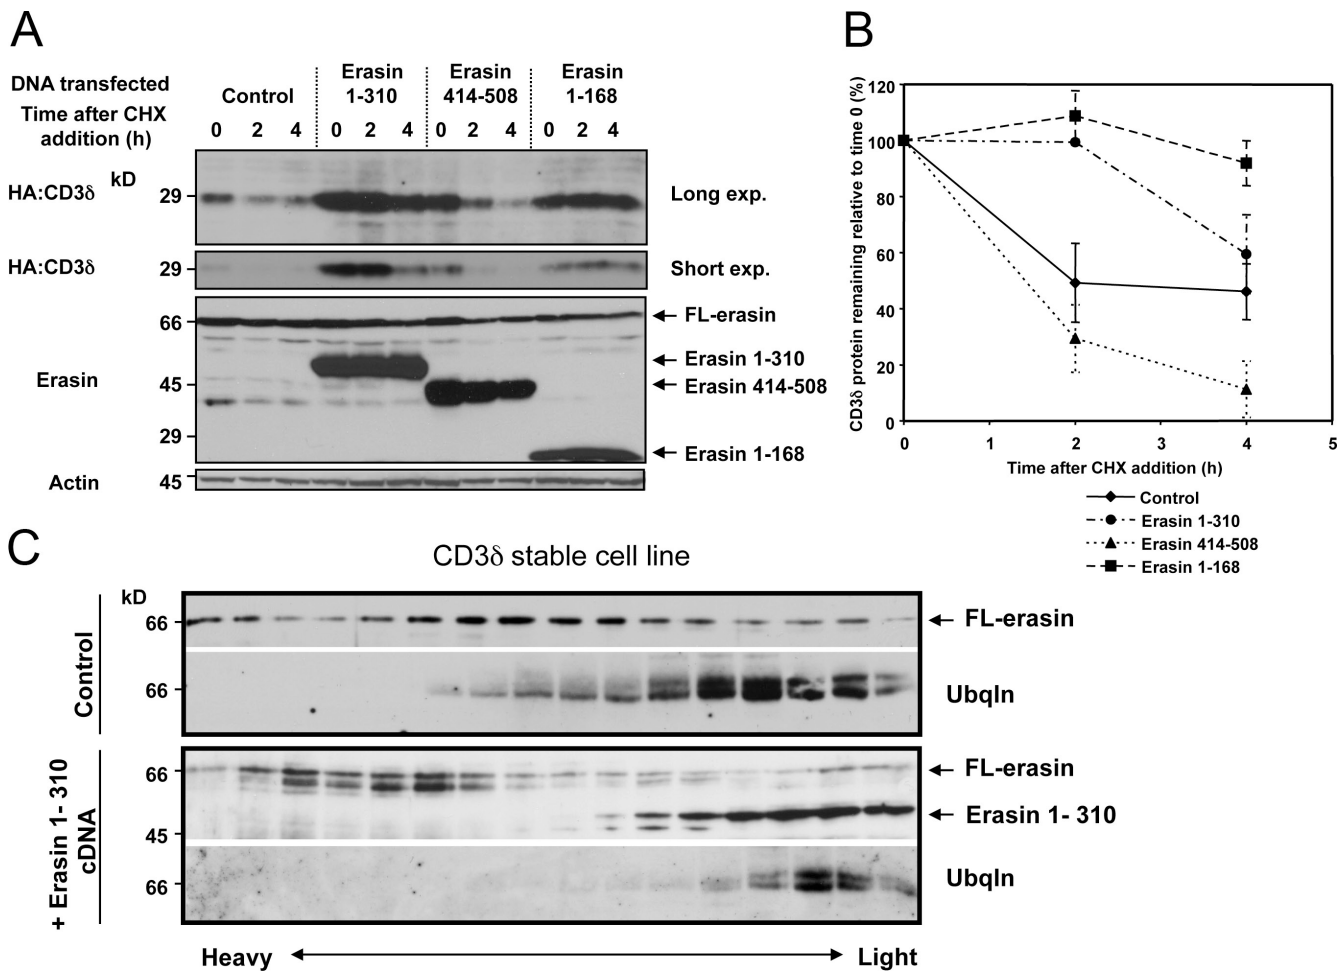 A
DNA transfected
Time after CHX
addition (h)
Control
Erasin
1-310
Erasin
414-508
Erasin
1-168
0 2 4 0 2 4 0 2 4 0 2 4
kD
HA:CD3δ 29 Long exp.
HA:CD3δ 29 Short exp.
66 FL-erasin
Erasin 1-310
Erasin 45 Erasin 414-508
29
Erasin 1-168
Actin 45
B
CD3δ protein remaining relative to time 0 (%)
120
100
80
60
40
20
0
0 1 2 3 4 5
Time after CHX addition (h)
Control
Erasin 1-310
Erasin 414-508
Erasin 1-168
C
CD3δ stable cell line
kD
Control
66 FL-erasin
66 Ubqln
+ Erasin 1- 310
cDNA
66 FL-erasin
Erasin 1- 310
45
66 Ubqln
Heavy Light